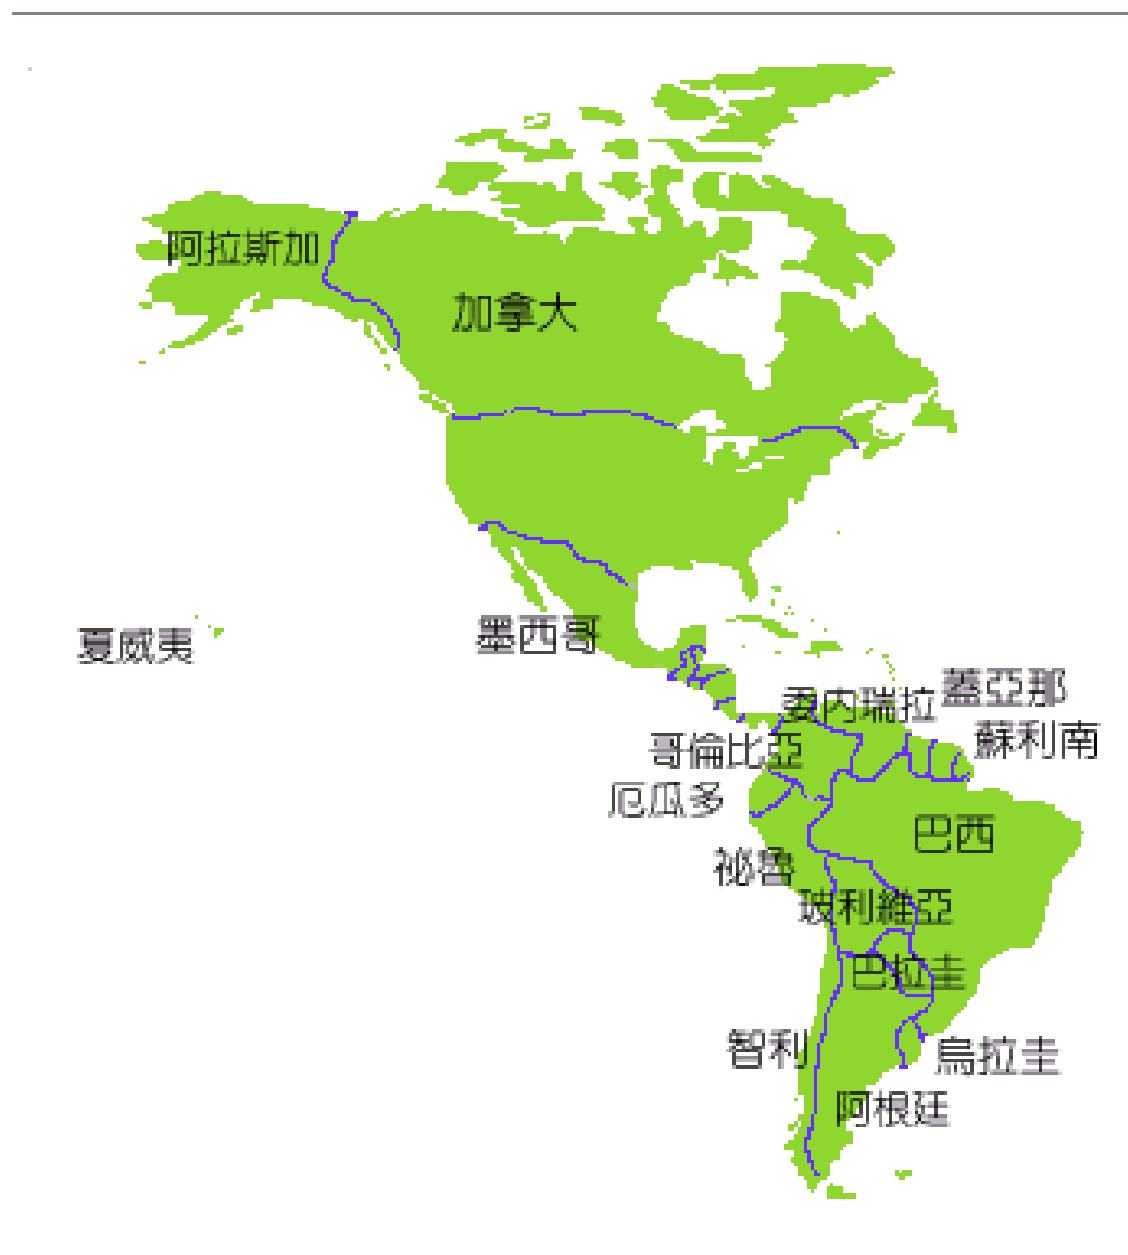 阿拉斯加
加拿大
夏威夷
墨西哥
委內瑞拉
蓋亞那
哥倫比亞
蘇利南
厄瓜多
巴西
祕魯
玻利維亞
巴拉圭
智利
烏拉圭
阿根廷